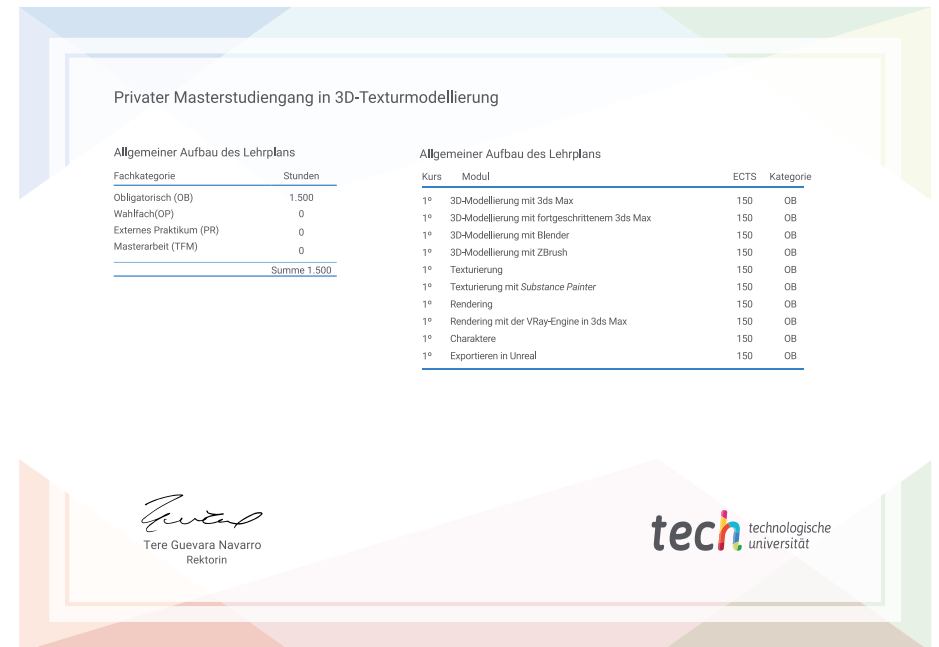 Privater Masterstudiengang in 3D-Texturmodellierung
Allgemeiner Aufbau des Lehrplans
Fachkategorie Stunden
Obligatorisch (OB) 1.500
Wahlfach(OP) 0
Externes Praktikum (PR) 0
Masterarbeit (TFM) 0
Summe 1.500
Allgemeiner Aufbau des Lehrplans
Kurs Modul ECTS Kategorie
1º 3D-Modellierung mit 3ds Max 150 OB
1º 3D-Modellierung mit fortgeschrittenem 3ds Max 150 OB
1º 3D-Modellierung mit Blender 150 OB
1º 3D-Modellierung mit ZBrush 150 OB
1º Texturierung 150 OB
1º Texturierung mit Substance Painter 150 OB
1º Rendering 150 OB
1º Rendering mit der VRay-Engine in 3ds Max 150 OB
1º Charaktere 150 OB
1º Exportieren in Unreal 150 OB
Tere Guevara Navarro
Rektorin
tech technologische
universität